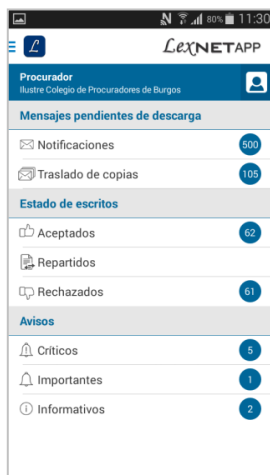 80% 11:30
L LexNETAPP
Procurador
Ilustre Colegio de Procuradores de Burgos
Mensajes pendientes de descarga
Notificaciones 500
Traslado de copias 105
Estado de escritos
Aceptados 62
Repartidos
Rechazados 61
Avisos
Críticos 5
Importantes 1
Informativos 2